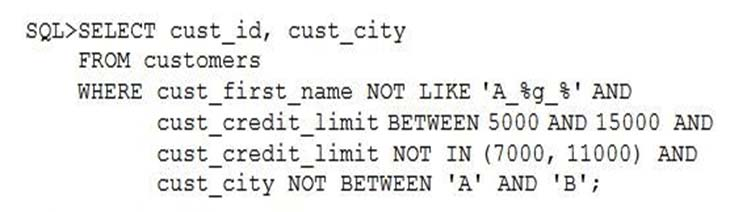 SQL>SELECT cust_id, cust_city
FROM customers
WHERE cust_first_name NOT LIKE 'A_%g_%' AND
cust_credit_limit BETWEEN 5000 AND 15000 AND
cust_credit_limit NOT IN (7000, 11000) AND
cust_city NOT BETWEEN 'A' AND 'B';